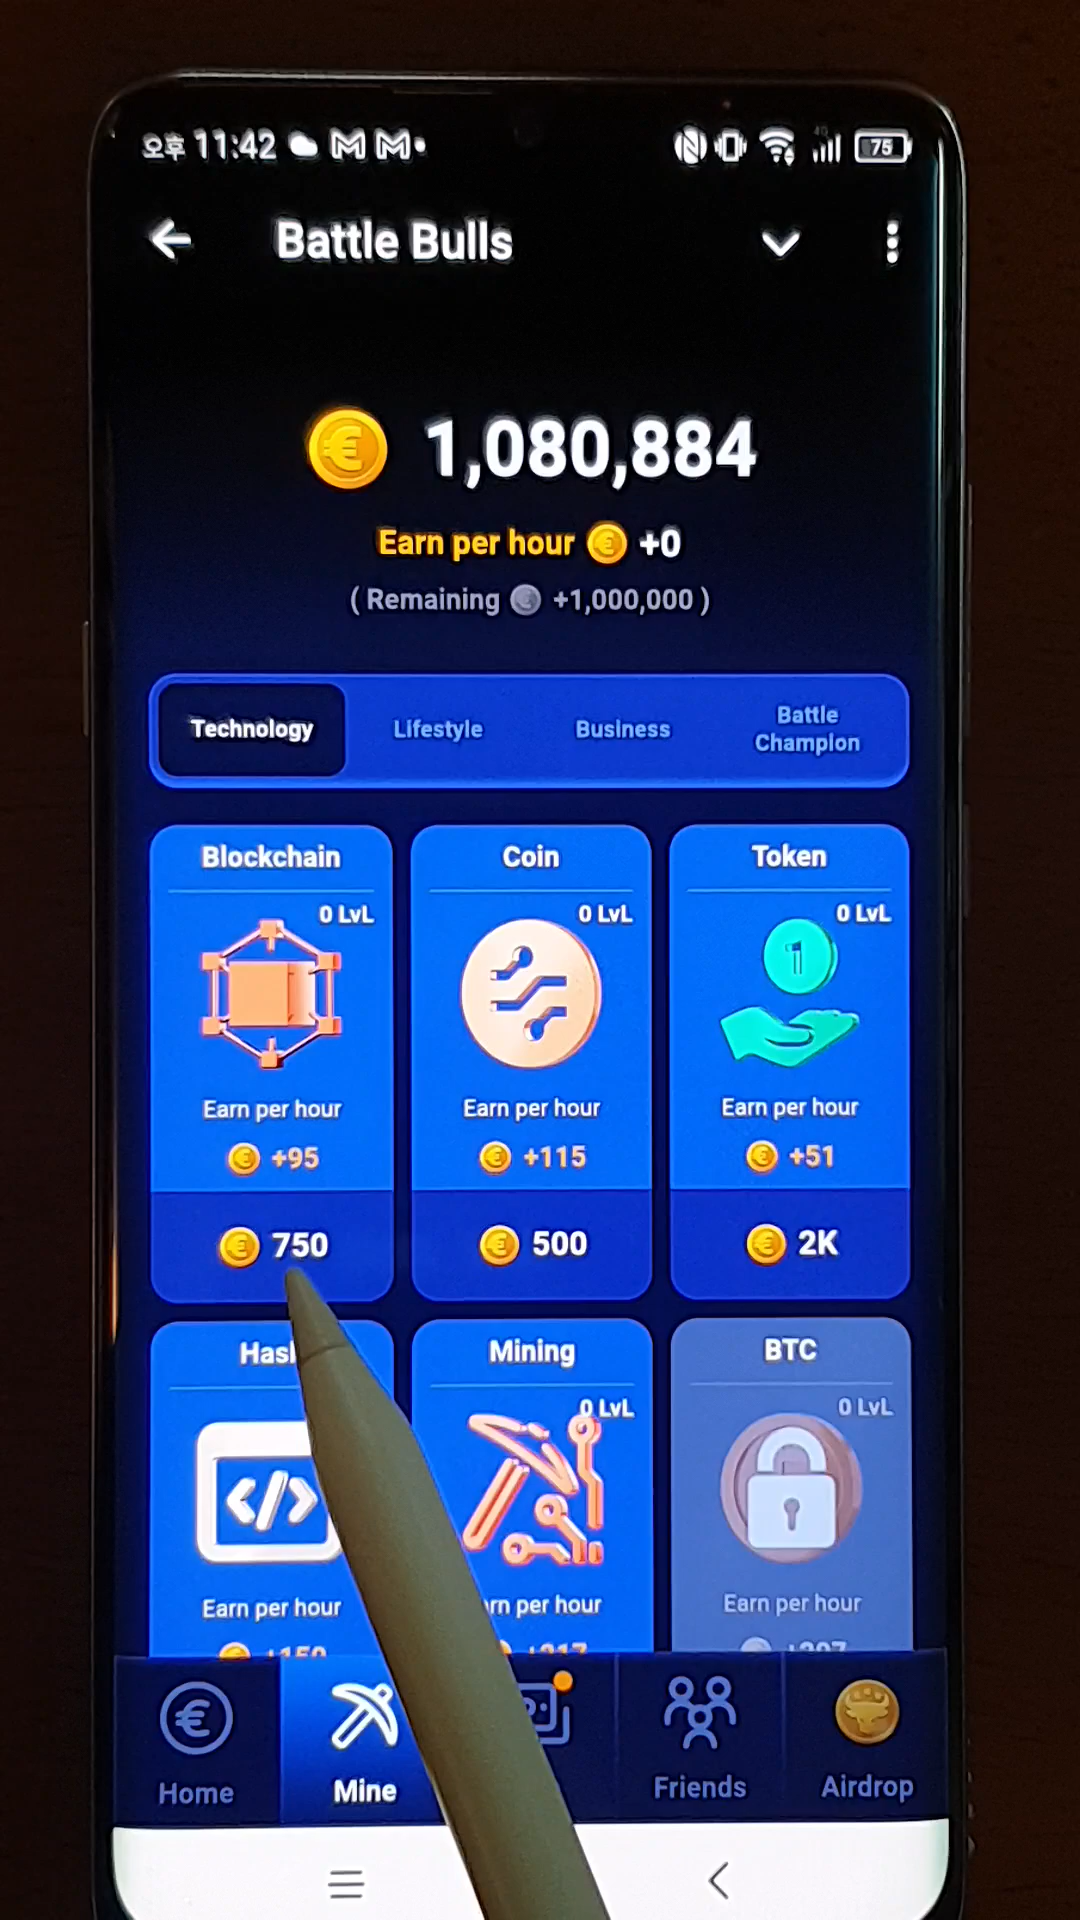 오후 11:42
75
Battle Bulls
1,080,884
Earn per hour +0
( Remaining +1,000,000 )
Technology Lifestyle Business Battle Champion
Blockchain Coin Token
0 LvL 0 LvL 0 LvL
Earn per hour Earn per hour Earn per hour
+95 +115 +51
750 500 2K
Mining BTC
0 LvL 0 LvL
Earn per hour per hour Earn per hour
Home Mine Friends Airdrop